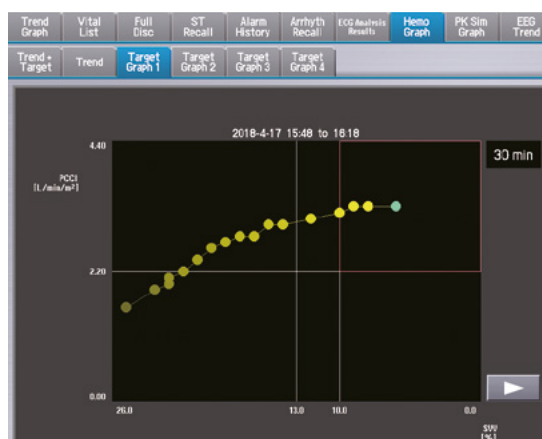 Trend Graph
Vital List
Full Disc
ST Recall
Alarm History
Arrhyth Recall
ECG Analysis Results
Hemo Graph
PK Sim Graph
EEG Trend
Trend + Target
Trend
Target Graph 1
Target Graph 2
Target Graph 3
Target Graph 4
2018-4-17 15:48 to 16:18
4.40
30 min
PCCI
[L/min/m²]
2.20
0.00
26.0
13.0
10.0
0.0
SVV
[%]